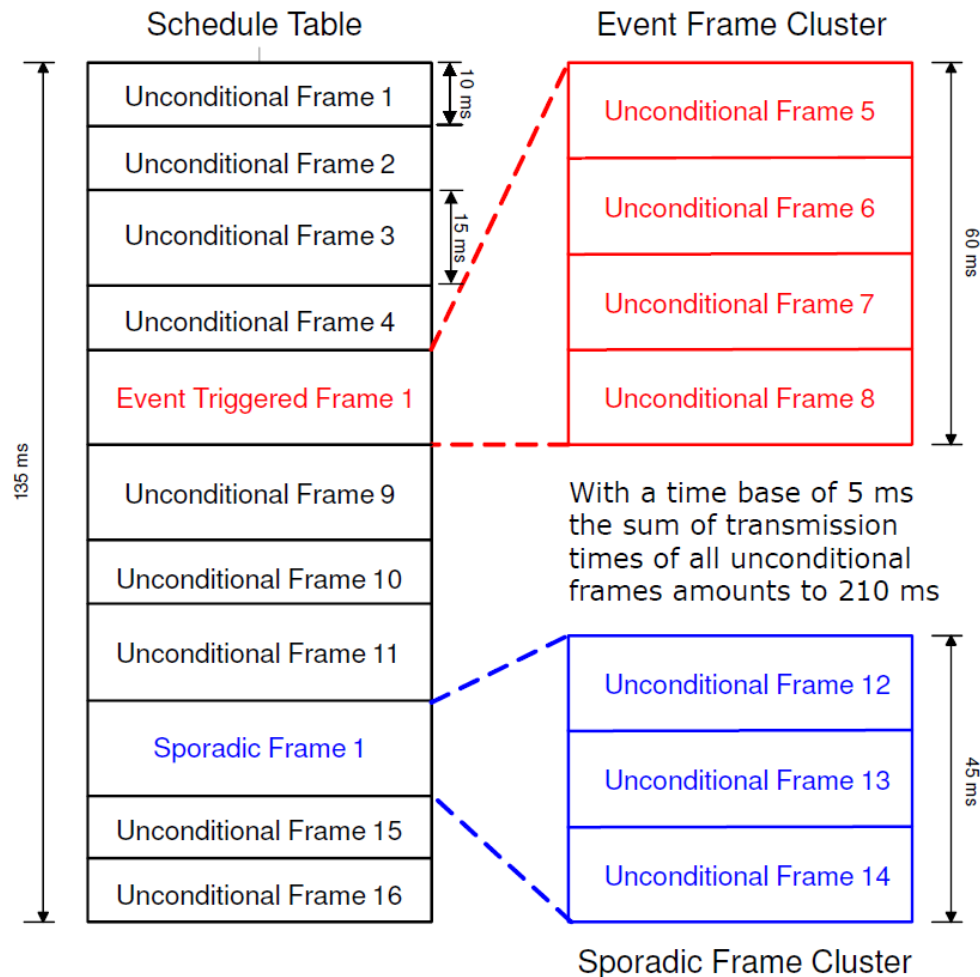 Schedule Table
Unconditional Frame 1
10 ms
Unconditional Frame 2
Unconditional Frame 3
15 ms
Unconditional Frame 4
Event Triggered Frame 1
Unconditional Frame 9
Unconditional Frame 10
Unconditional Frame 11
Sporadic Frame 1
Unconditional Frame 15
Unconditional Frame 16
135 ms
Event Frame Cluster
Unconditional Frame 5
Unconditional Frame 6
Unconditional Frame 7
Unconditional Frame 8
60 ms
With a time base of 5 ms
the sum of transmission
times of all unconditional
frames amounts to 210 ms
Unconditional Frame 12
Unconditional Frame 13
Unconditional Frame 14
45 ms
Sporadic Frame Cluster